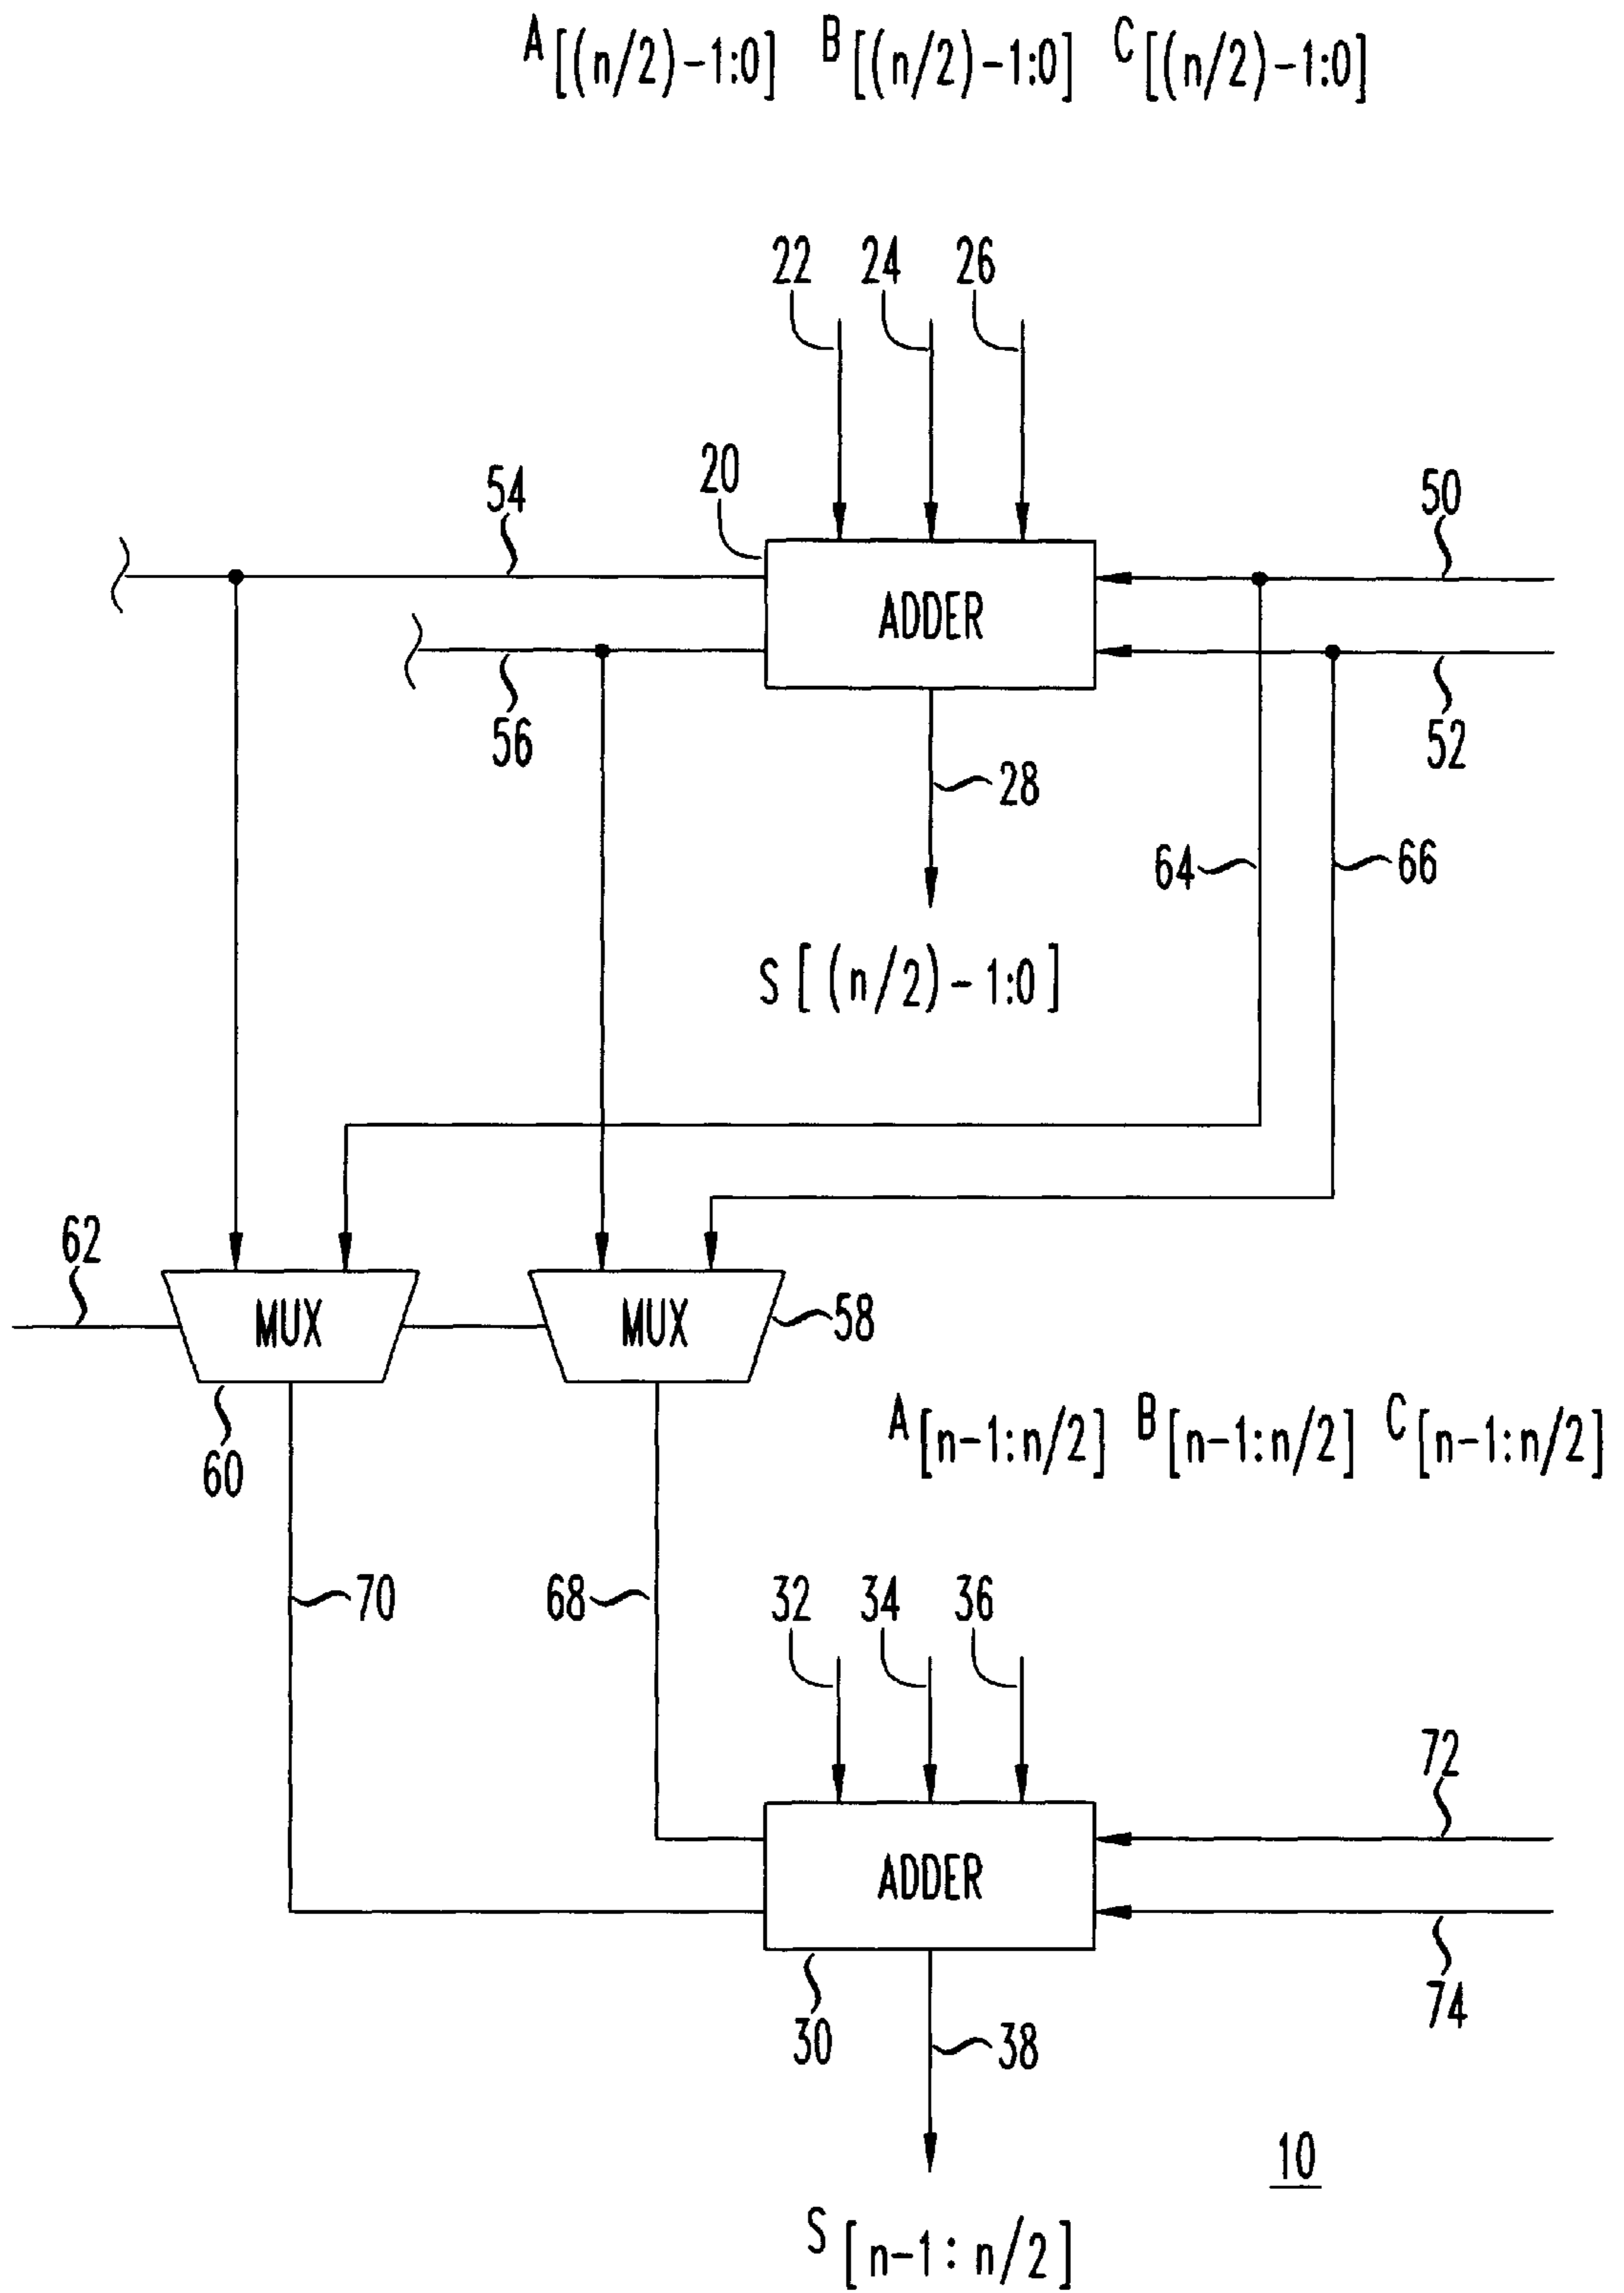 A[(n/2)-1:0] B[(n/2)-1:0] C[(n/2)-1:0]
22 24 26
20
54
50
ADDER
56
52
28
64
66
S[(n/2)-1:0]
62
MUX
MUX
58
60
A[n-1:n/2] B[n-1:n/2] C[n-1:n/2]
70
68
32 34 36
72
ADDER
74
30
38
10
S[n-1:n/2]